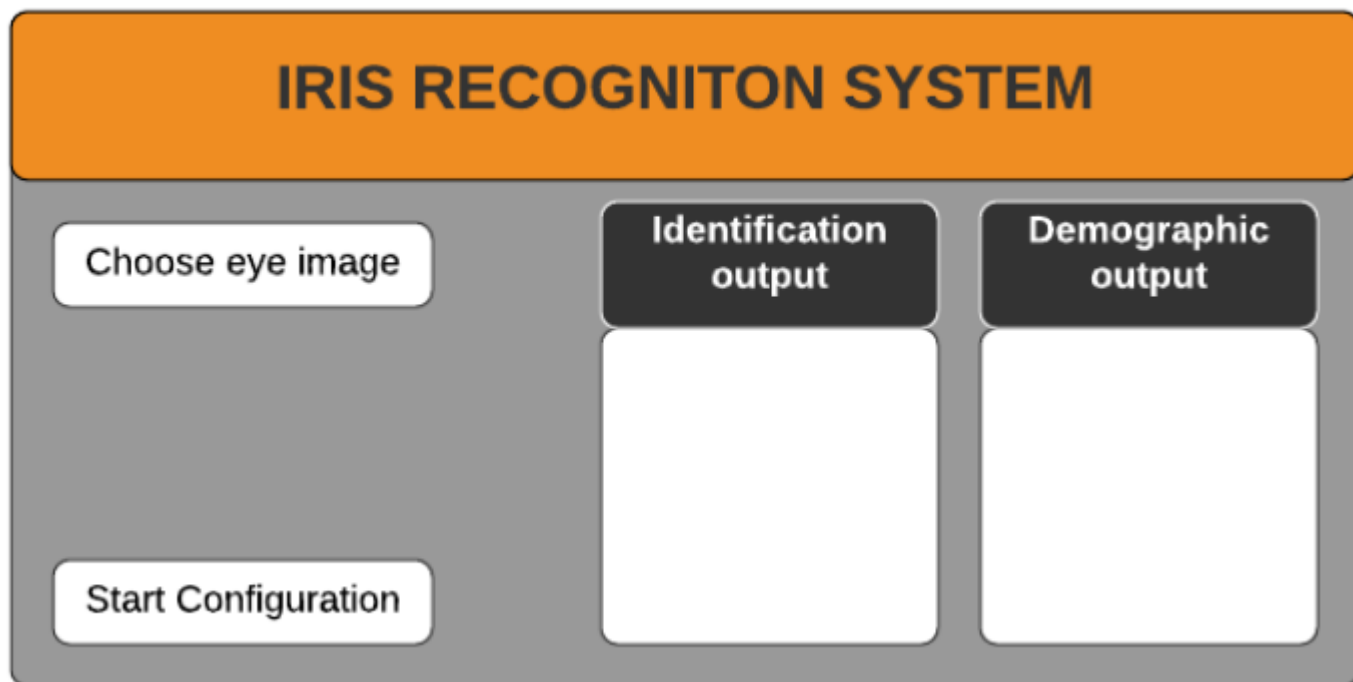 IRIS RECOGNITON SYSTEM
Choose eye image
Identification
output
Demographic
output
Start Configuration